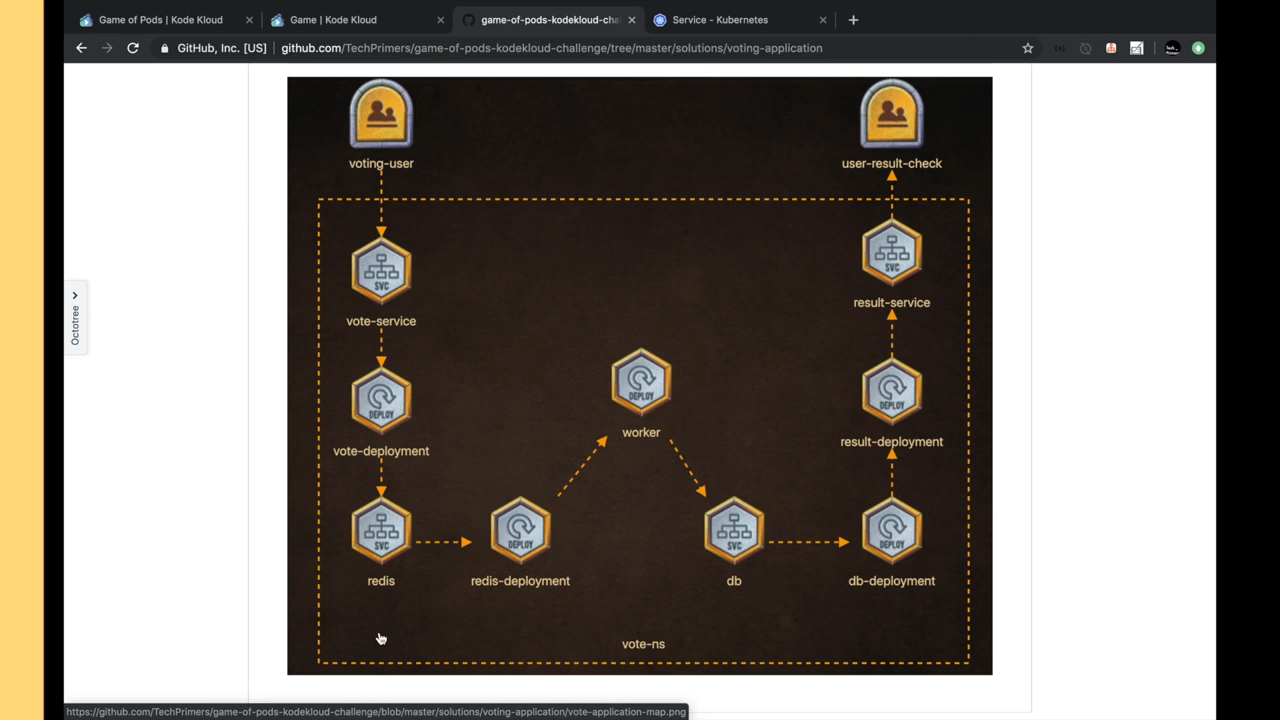 Game of Pods | Kode Kloud
Game | Kode Kloud
game-of-pods-kodekloud-cha
Service - Kubernetes
GitHub, Inc. [US]
github.com/TechPrimers/game-of-pods-kodekloud-challenge/tree/master/solutions/voting-application
Octotree
voting-user
user-result-check
SVC
vote-service
SVC
result-service
DEPLOY
vote-deployment
DEPLOY
worker
DEPLOY
result-deployment
SVC
redis
DEPLOY
redis-deployment
SVC
db
DEPLOY
db-deployment
vote-ns
https://github.com/TechPrimers/game-of-pods-kodekloud-challenge/blob/master/solutions/voting-application/vote-application-map.png